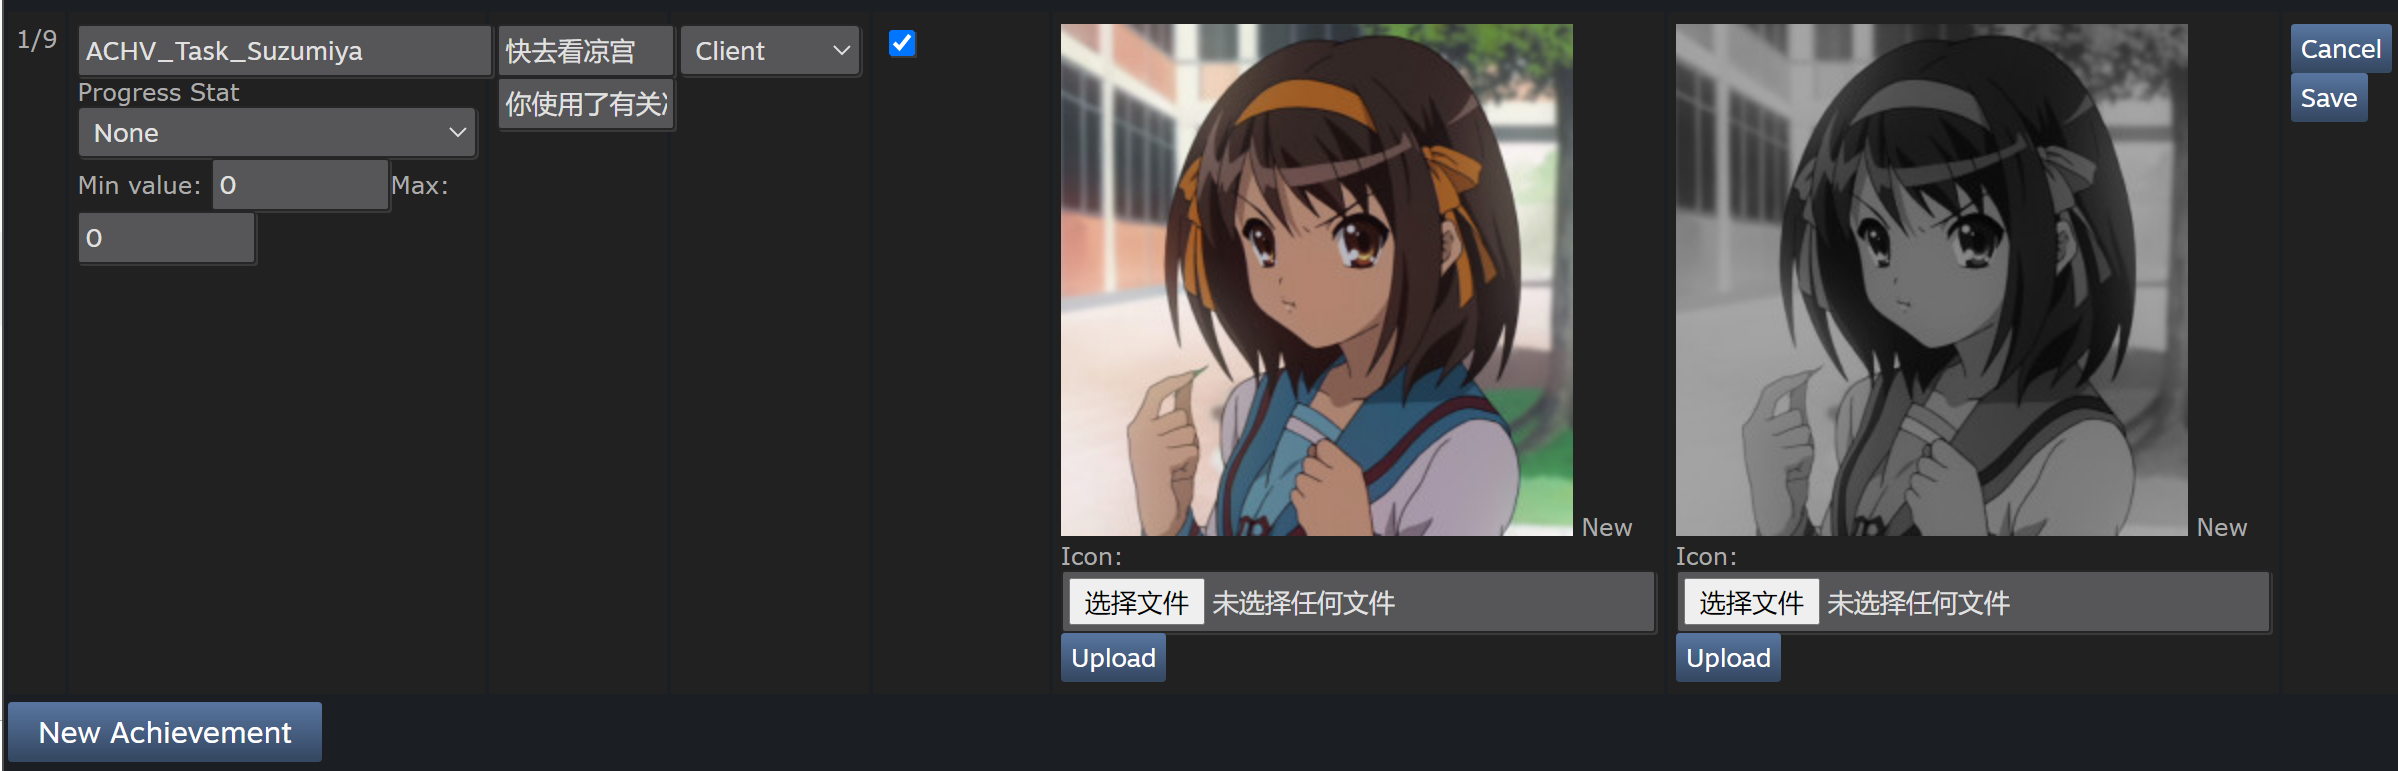 1/9
ACHV_Task_Suzumiya
Progress Stat
None
Min value: 0 Max:
0
快去看凉宫
你使用了有关
Client
New
Icon:
选择文件 未选择任何文件
Upload
New
Icon:
选择文件 未选择任何文件
Upload
Cancel
Save
New Achievement